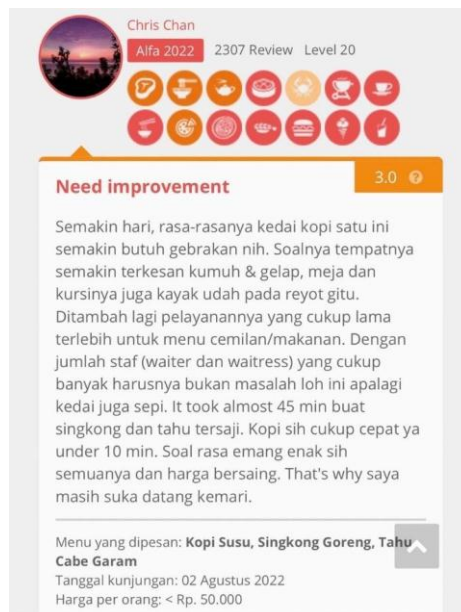 Chris Chan
Alfa 2022 2307 Review Level 20
3.0
Need improvement
Semakin hari, rasa-rasanya kedai kopi satu ini
semakin butuh gebrakan nih. Soalnya tempatnya
semakin terkesan kumuh & gelap, meja dan
kursinya juga kayak udah pada reyot gitu.
Ditambah lagi pelayanannya yang cukup lama
terlebih untuk menu cemilan/makanan. Dengan
jumlah staf (waiter dan waitress) yang cukup
banyak harusnya bukan masalah loh ini apalagi
kedai juga sepi. It took almost 45 min buat
singkong dan tahu tersaji. Kopi sih cukup cepat ya
under 10 min. Soal rasa emang enak sih
semuanya dan harga bersaing. That's why saya
masih suka datang kemari.
Menu yang dipesan: Kopi Susu, Singkong Goreng, Tahu
Cabe Garam
Tanggal kunjungan: 02 Agustus 2022
Harga per orang: < Rp. 50.000